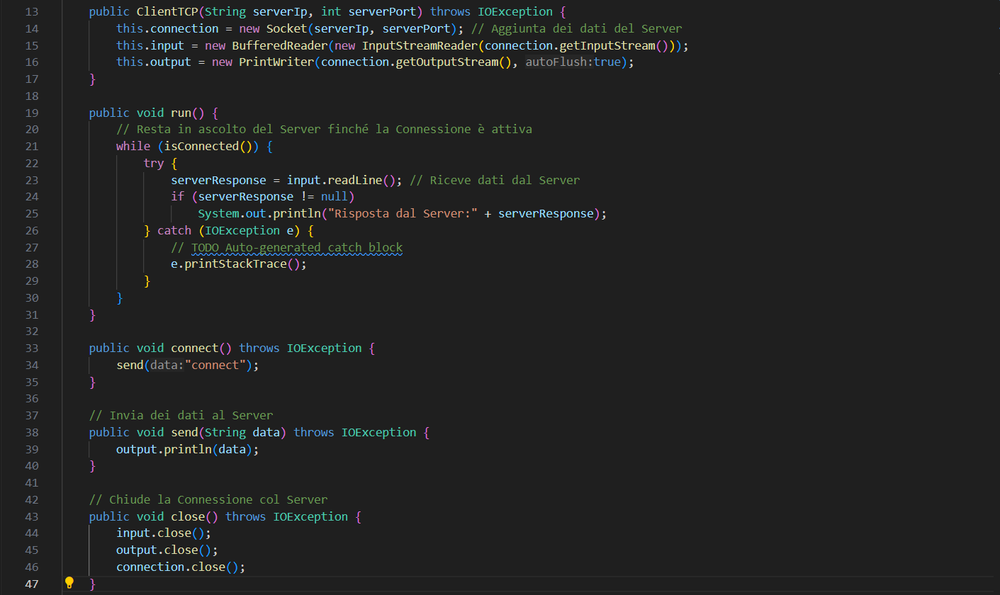 13 public ClientTCP(String serverIp, int serverPort) throws IOException {
14 this.connection = new Socket(serverIp, serverPort); // Aggiunta dei dati del Server
15 this.input = new BufferedReader(new InputStreamReader(connection.getInputStream()));
16 this.output = new PrintWriter(connection.getOutputStream(), autoFlush:true);
17 }
18
19 public void run() {
20 // Resta in ascolto del Server finché la Connessione è attiva
21 while (isConnected()) {
22 try {
23 serverResponse = input.readLine(); // Riceve dati dal Server
24 if (serverResponse != null)
25 System.out.println("Risposta dal Server:" + serverResponse);
26 } catch (IOException e) {
27 // TODO Auto-generated catch block
28 e.printStackTrace();
29 }
30 }
31 }
32
33 public void connect() throws IOException {
34 send(data:"connect");
35 }
36
37 // Invia dei dati al Server
38 public void send(String data) throws IOException {
39 output.println(data);
40 }
41
42 // Chiude la Connessione col Server
43 public void close() throws IOException {
44 input.close();
45 output.close();
46 connection.close();
47 }